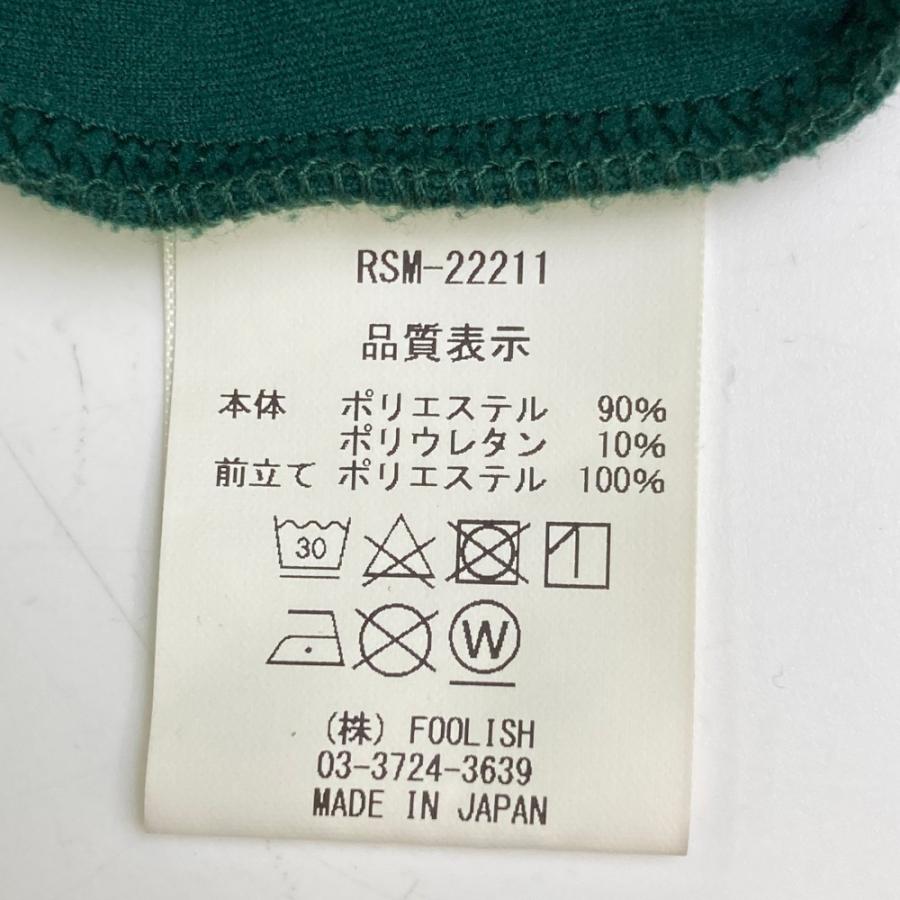 RSM-22211
品質表示
本体 ポリエステル 90%
ポリウレタン 10%
前立て ポリエステル 100%
30
W
(株) FOOLISH
03-3724-3639
MADE IN JAPAN